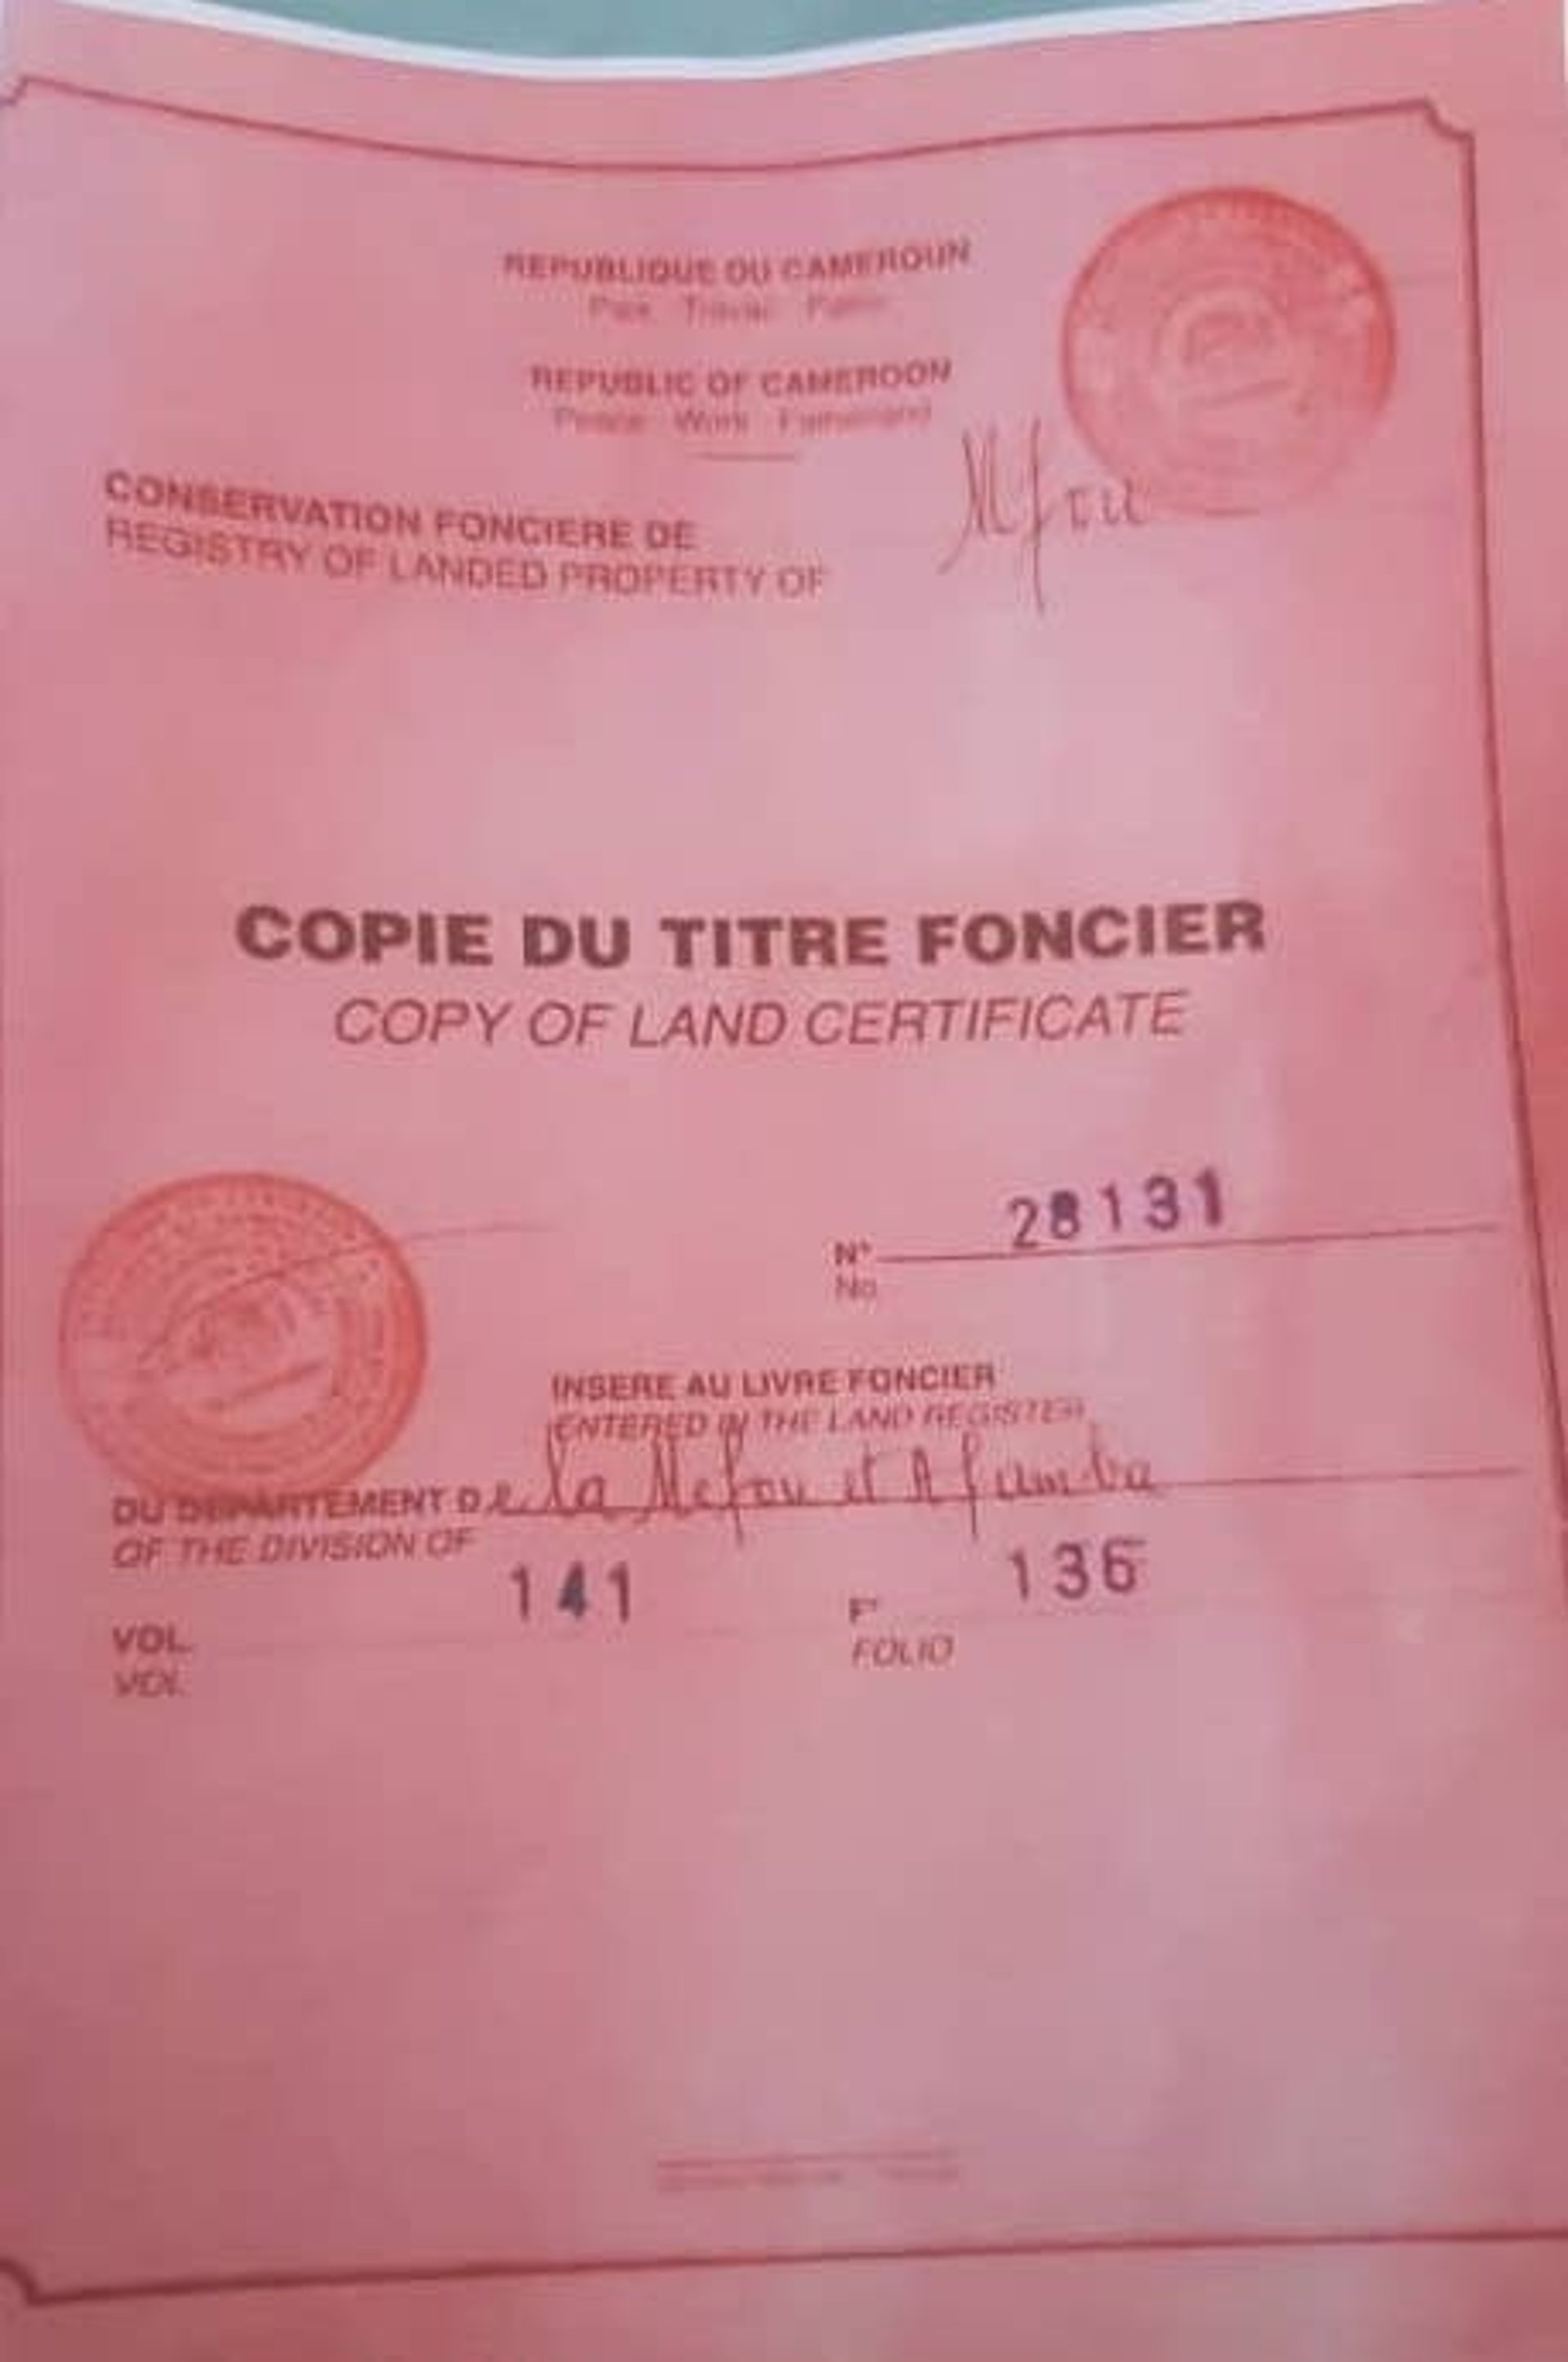 REPUBLIQUE DU CAMEROUN
Paix Travail Patrie
REPUBLIC OF CAMEROON
Peace Work Fatherland
CONSERVATION FONCIERE DE
REGISTRY OF LANDED PROPERTY OF
Mfou
COPIE DU TITRE FONCIER
COPY OF LAND CERTIFICATE
N° 28131
No
INSERE AU LIVRE FONCIER
ENTERED IN THE LAND REGISTER
DU DEPARTEMENT De la Mefou et Afamba
OF THE DIVISION OF
VOL. 141 F° 136
VOL. FOLIO